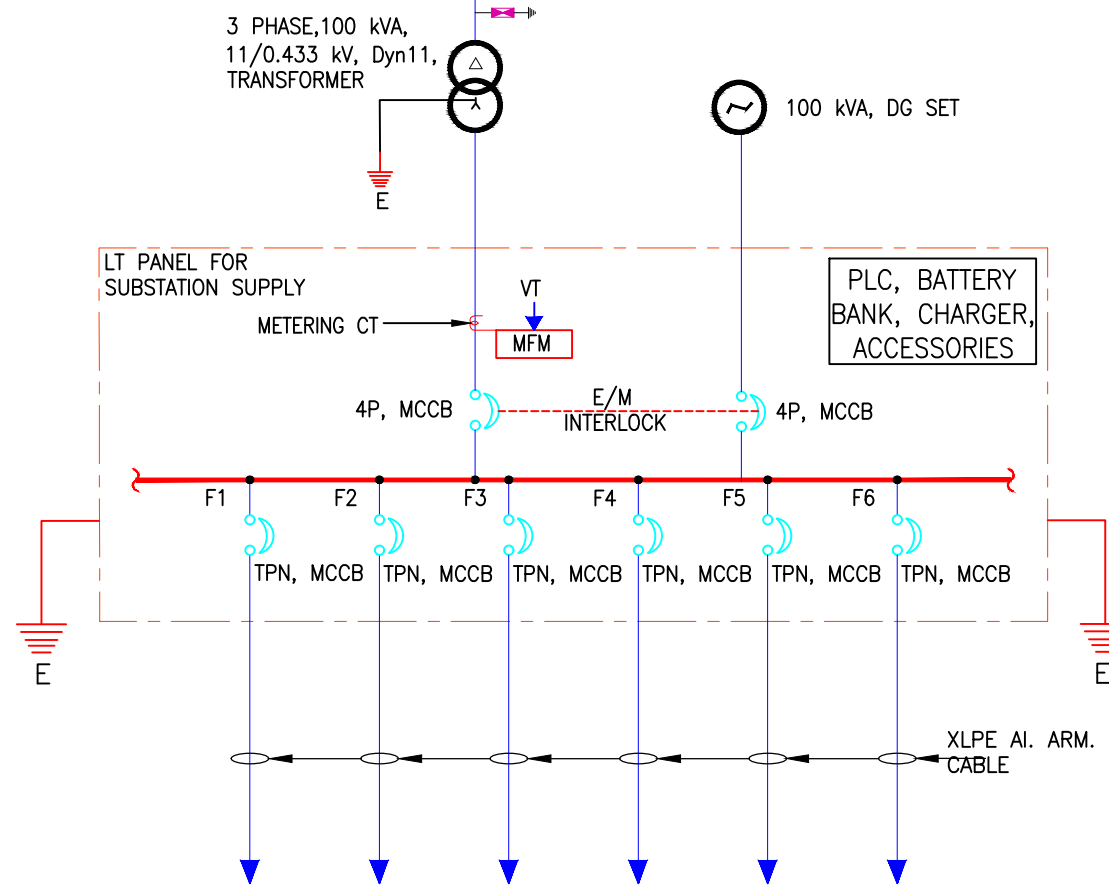 3 PHASE,100 kVA,
11/0.433 kV, Dyn11,
TRANSFORMER
100 kVA, DG SET
E
LT PANEL FOR
SUBSTATION SUPPLY
PLC, BATTERY
BANK, CHARGER,
ACCESSORIES
VT
METERING CT
MFM
4P, MCCB
E/M
INTERLOCK
4P, MCCB
F1
F2
F3
F4
F5
F6
TPN, MCCB
TPN, MCCB
TPN, MCCB
TPN, MCCB
TPN, MCCB
TPN, MCCB
E
E
XLPE Al. ARM.
CABLE